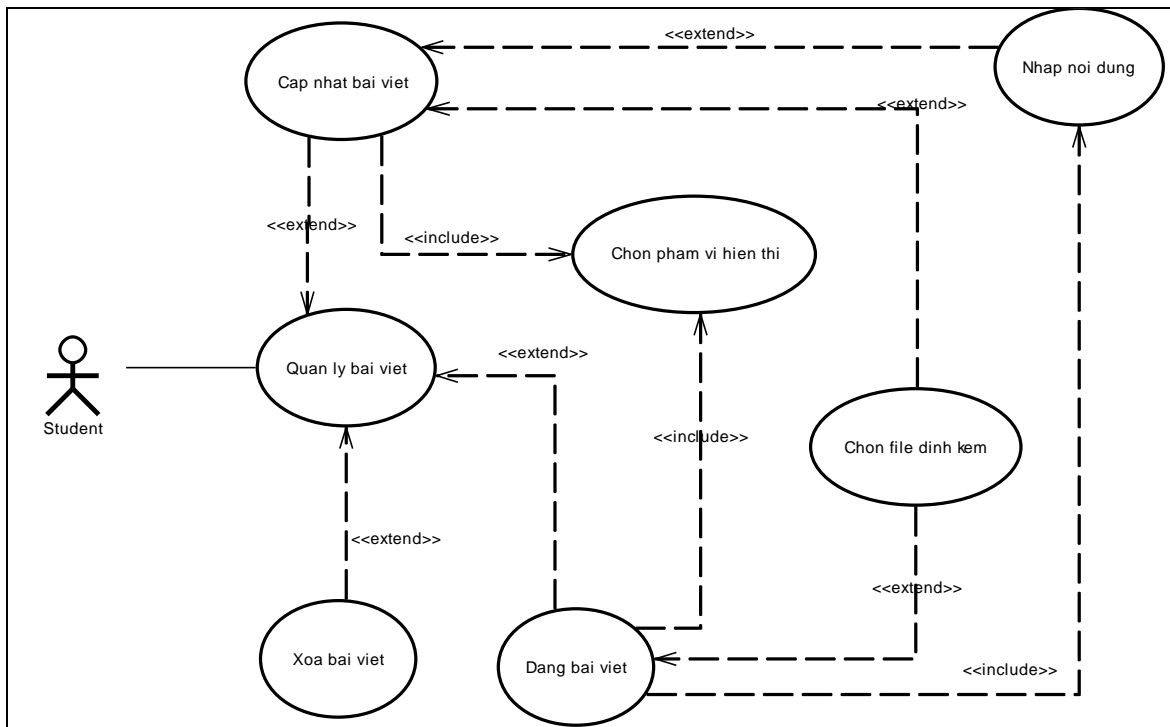 <<extend>>
Cap nhat bai viet
Nhap noi dung
<<extend>>
<<extend>>
<<include>>
Chon pham vi hien thi
<<extend>>
Quan ly bai viet
Student
<<include>>
Chon file dinh kem
<<extend>>
<<extend>>
Xoa bai viet
Dang bai viet
<<include>>